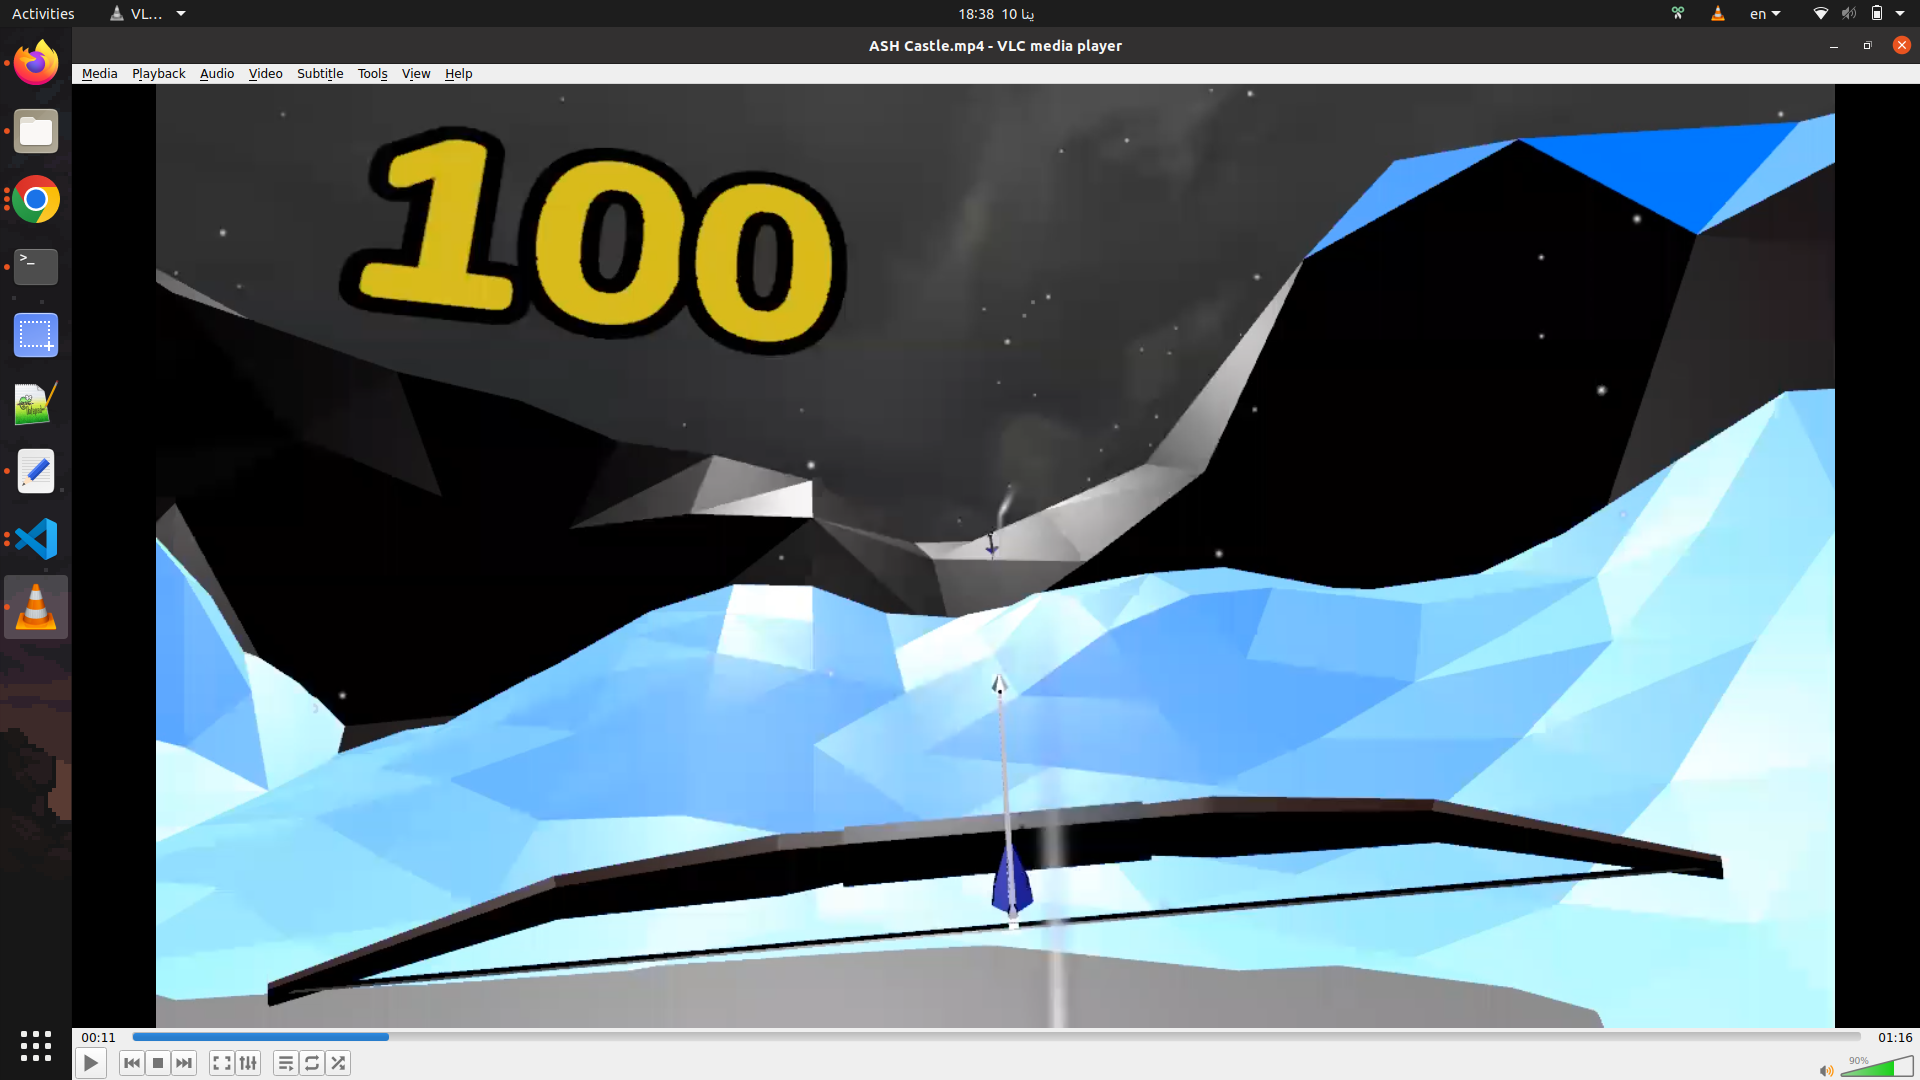 Activities
VL...
18:38 10 ينا
en
ASH Castle.mp4 - VLC media player
Media Playback Audio Video Subtitle Tools View Help
100
00:11
01:16
90%